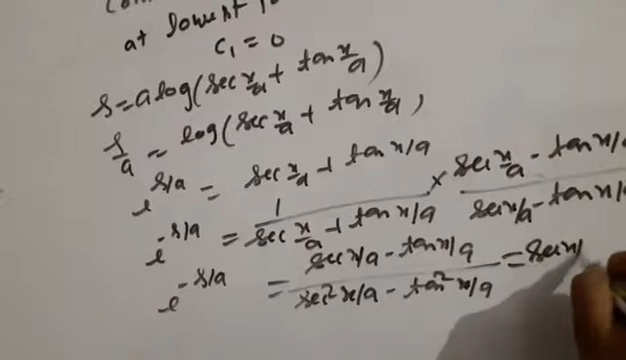 at lowest
c₁ = 0
s = a log(sec x/a + tan x/a)
s/a = log(sec x/a + tan x/a)
e^{s/a} = sec x/a + tan x/a
e^{-s/a} = 1/(sec x/a + tan x/a) × (sec x/a - tan x/a)/(sec x/a - tan x/a)
e^{-s/a} = (sec x/a - tan x/a)/(sec² x/a - tan² x/a) = sec x/